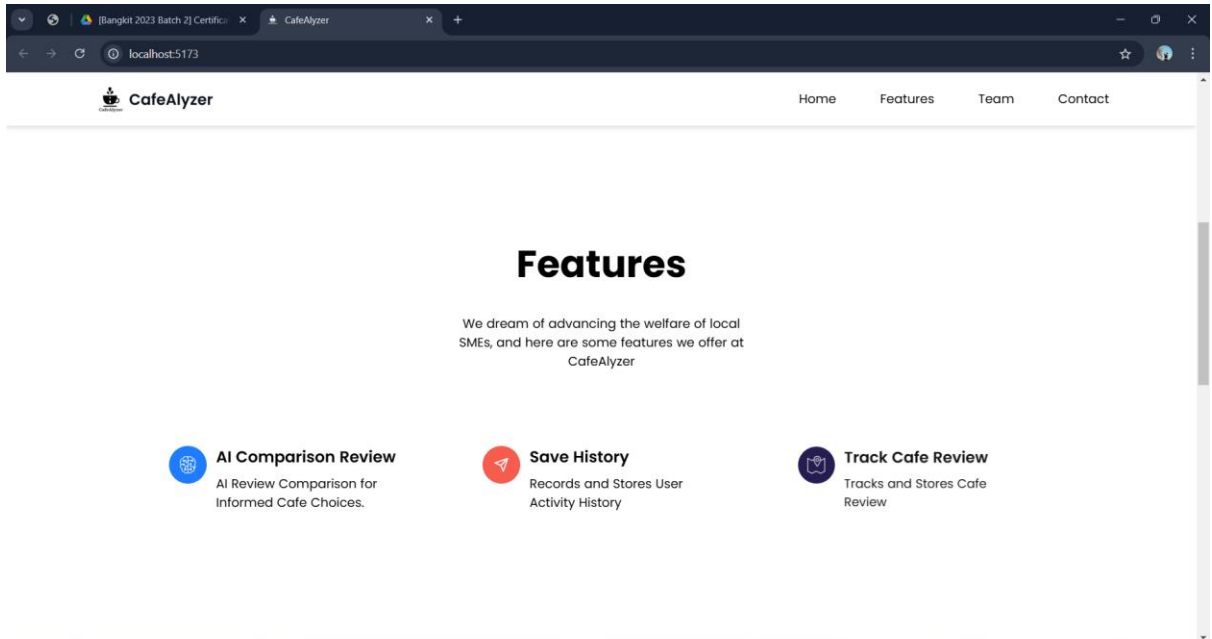 [Bangkit 2023 Batch 2] Certifica
CafeAlyzer
localhost:5173
CafeAlyzer
Home Features Team Contact
Features
We dream of advancing the welfare of local
SMEs, and here are some features we offer at
CafeAlyzer
AI Comparison Review
AI Review Comparison for
Informed Cafe Choices.
Save History
Records and Stores User
Activity History
Track Cafe Review
Tracks and Stores Cafe
Review